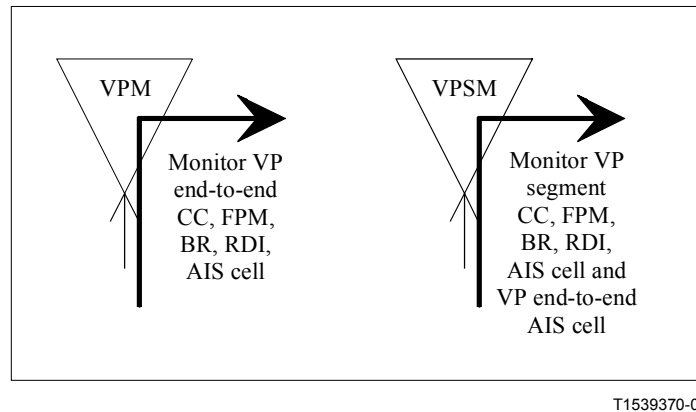 VPM
Monitor VP
end-to-end
CC, FPM,
BR, RDI,
AIS cell
VPSM
Monitor VP
segment
CC, FPM,
BR, RDI,
AIS cell and
VP end-to-end
AIS cell